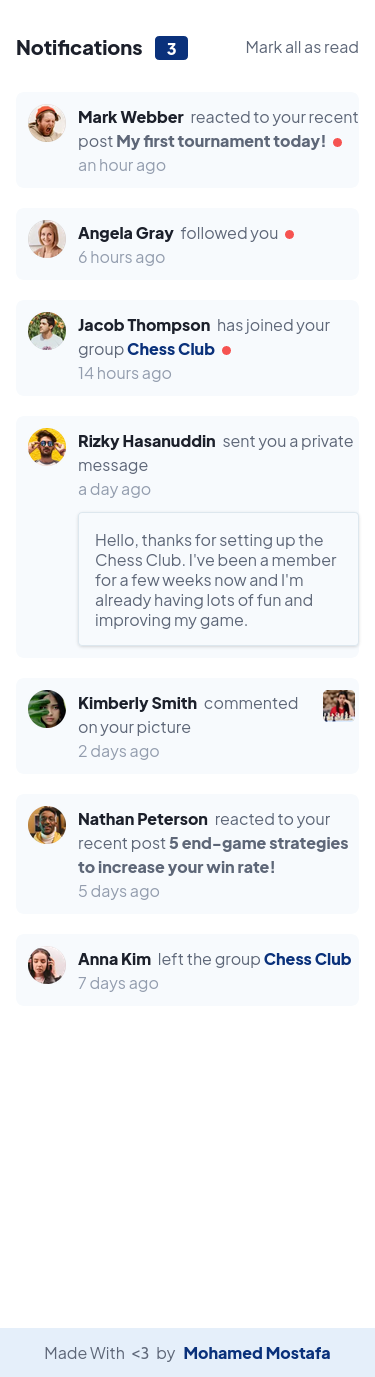 Notifications 3 Mark all as read
Mark Webber reacted to your recent
post My first tournament today!
an hour ago
Angela Gray followed you
6 hours ago
Jacob Thompson has joined your
group Chess Club
14 hours ago
Rizky Hasanuddin sent you a private
message
a day ago
Hello, thanks for setting up the
Chess Club. I've been a member
for a few weeks now and I'm
already having lots of fun and
improving my game.
Kimberly Smith commented
on your picture
2 days ago
Nathan Peterson reacted to your
recent post 5 end-game strategies
to increase your win rate!
5 days ago
Anna Kim left the group Chess Club
7 days ago
Made With <3 by Mohamed Mostafa